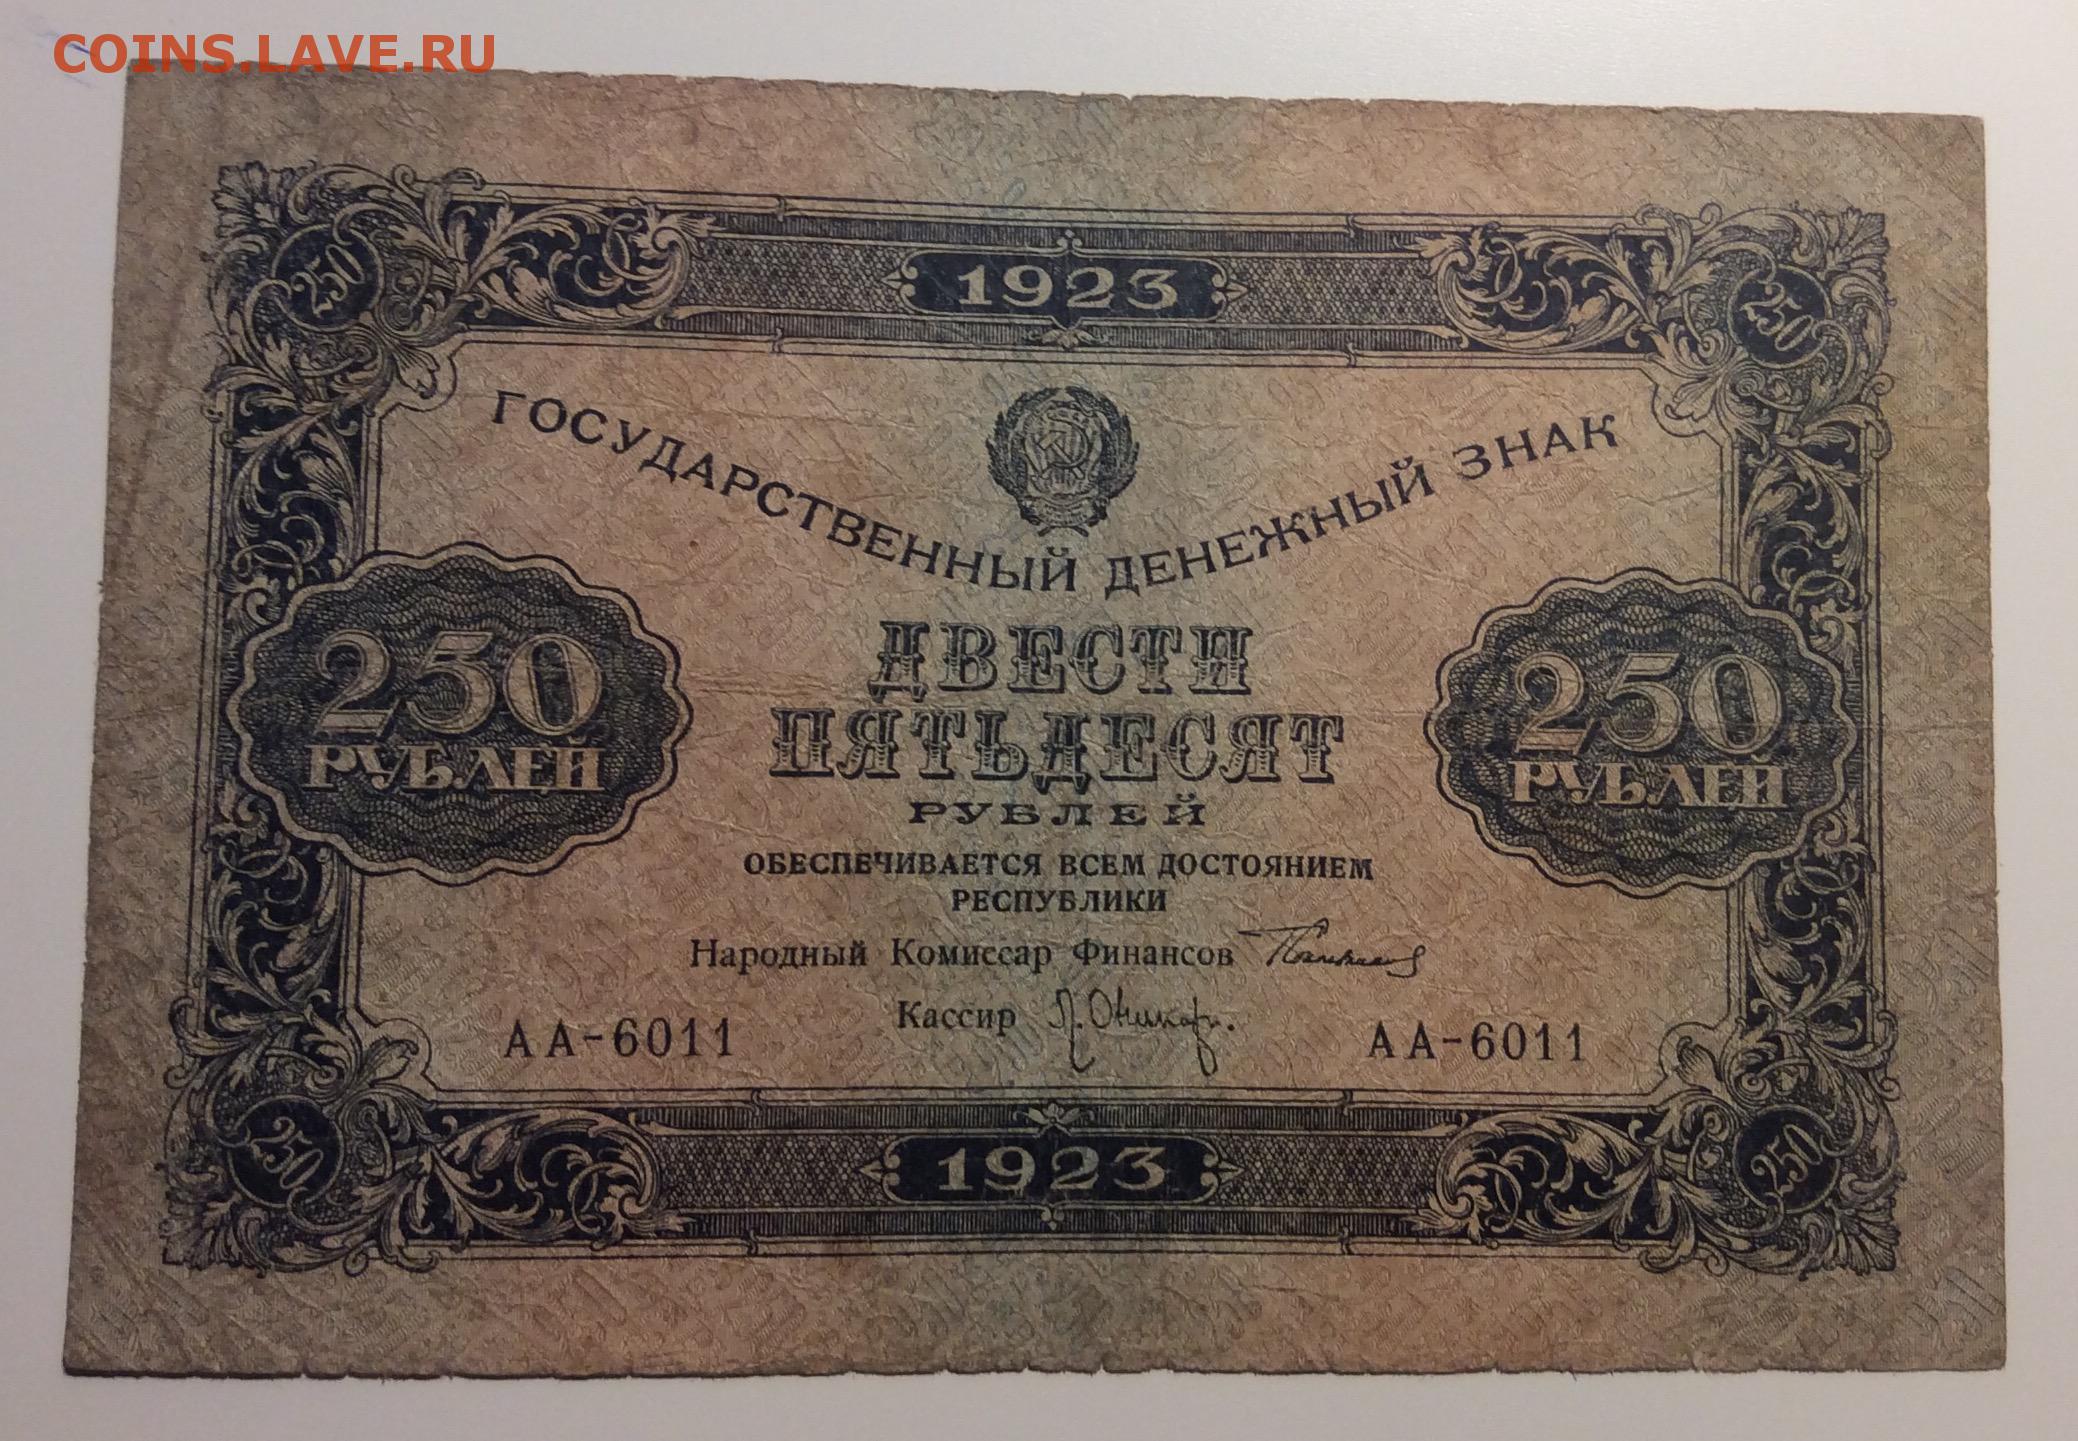 COINS.LAVE.RU
250
1923
250
ГОСУДАРСТВЕННЫЙ ДЕНЕЖНЫЙ ЗНАК
250 РУБЛЕЙ
ДВЕСТИ
ПЯТЬДЕСЯТ
РУБЛЕЙ
250 РУБЛЕЙ
ОБЕСПЕЧИВАЕТСЯ ВСЕМ ДОСТОЯНИЕМ
РЕСПУБЛИКИ
Народный Комиссар Финансов
Кассир
АА-6011
АА-6011
250
1923
250